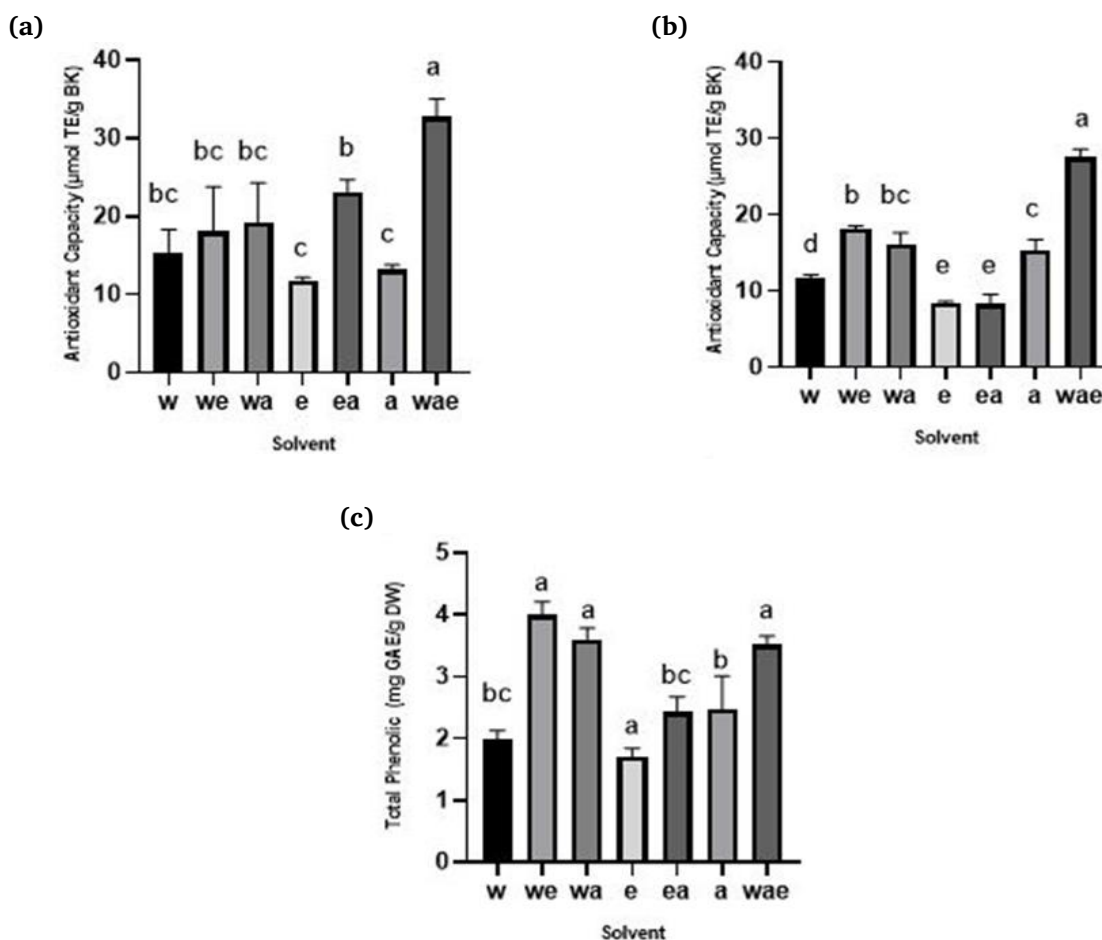 (a)
Antioxidant Capacity (µmol TE/g BK)
40
30
20
10
0
bc
bc
bc
c
b
c
a
w we wa e ea a wae
Solvent
(b)
Antioxidant Capacity (µmol TE/g BK)
40
30
20
10
0
d
b
bc
e
e
c
a
w we wa e ea a wae
Solvent
(c)
Total Phenolic (mg GAE/g DW)
5
4
3
2
1
0
bc
a
a
a
bc
b
a
w we wa e ea a wae
Solvent